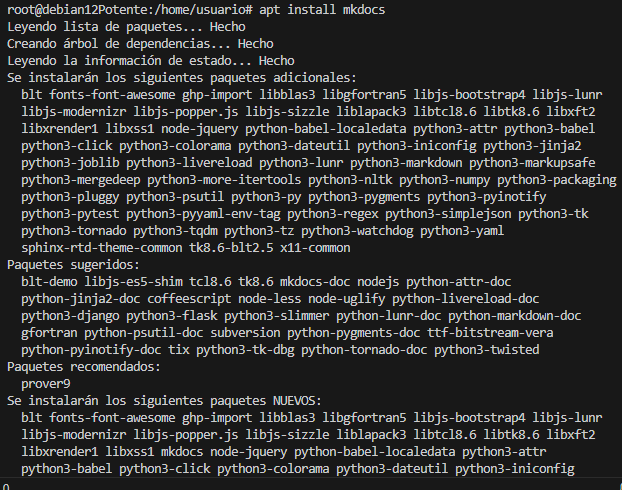 root@debian12Potente:/home/usuario# apt install mkdocs
Leyendo lista de paquetes... Hecho
Creando árbol de dependencias... Hecho
Leyendo la información de estado... Hecho
Se instalarán los siguientes paquetes adicionales:
blt fonts-font-awesome ghp-import libblas3 libgfortran5 libjs-bootstrap4 libjs-lunr
libjs-modernizr libjs-popper.js libjs-sizzle liblapack3 libtcl8.6 libtk8.6 libxft2
libxrender1 libxss1 node-jquery python-babel-localedata python3-attr python3-babel
python3-click python3-colorama python3-dateutil python3-iniconfig python3-jinja2
python3-joblib python3-livereload python3-lunr python3-markdown python3-markupsafe
python3-mergedeep python3-more-itertools python3-nltk python3-numpy python3-packaging
python3-pluggy python3-psutil python3-py python3-pygments python3-pyinotify
python3-pytest python3-pyyaml-env-tag python3-regex python3-simplejson python3-tk
python3-tornado python3-tqdm python3-tz python3-watchdog python3-yaml
sphinx-rtd-theme-common tk8.6-blt2.5 x11-common
Paquetes sugeridos:
blt-demo libjs-es5-shim tcl8.6 tk8.6 mkdocs-doc nodejs python-attr-doc
python-jinja2-doc coffeescript node-less node-uglify python-livereload-doc
python3-django python3-flask python3-slimmer python-lunr-doc python-markdown-doc
gfortran python-psutil-doc subversion python-pygments-doc ttf-bitstream-vera
python-pyinotify-doc tix python3-tk-dbg python-tornado-doc python3-twisted
Paquetes recomendados:
prover9
Se instalarán los siguientes paquetes NUEVOS:
blt fonts-font-awesome ghp-import libblas3 libgfortran5 libjs-bootstrap4 libjs-lunr
libjs-modernizr libjs-popper.js libjs-sizzle liblapack3 libtcl8.6 libtk8.6 libxft2
libxrender1 libxss1 mkdocs node-jquery python-babel-localedata python3-attr
python3-babel python3-click python3-colorama python3-dateutil python3-iniconfig